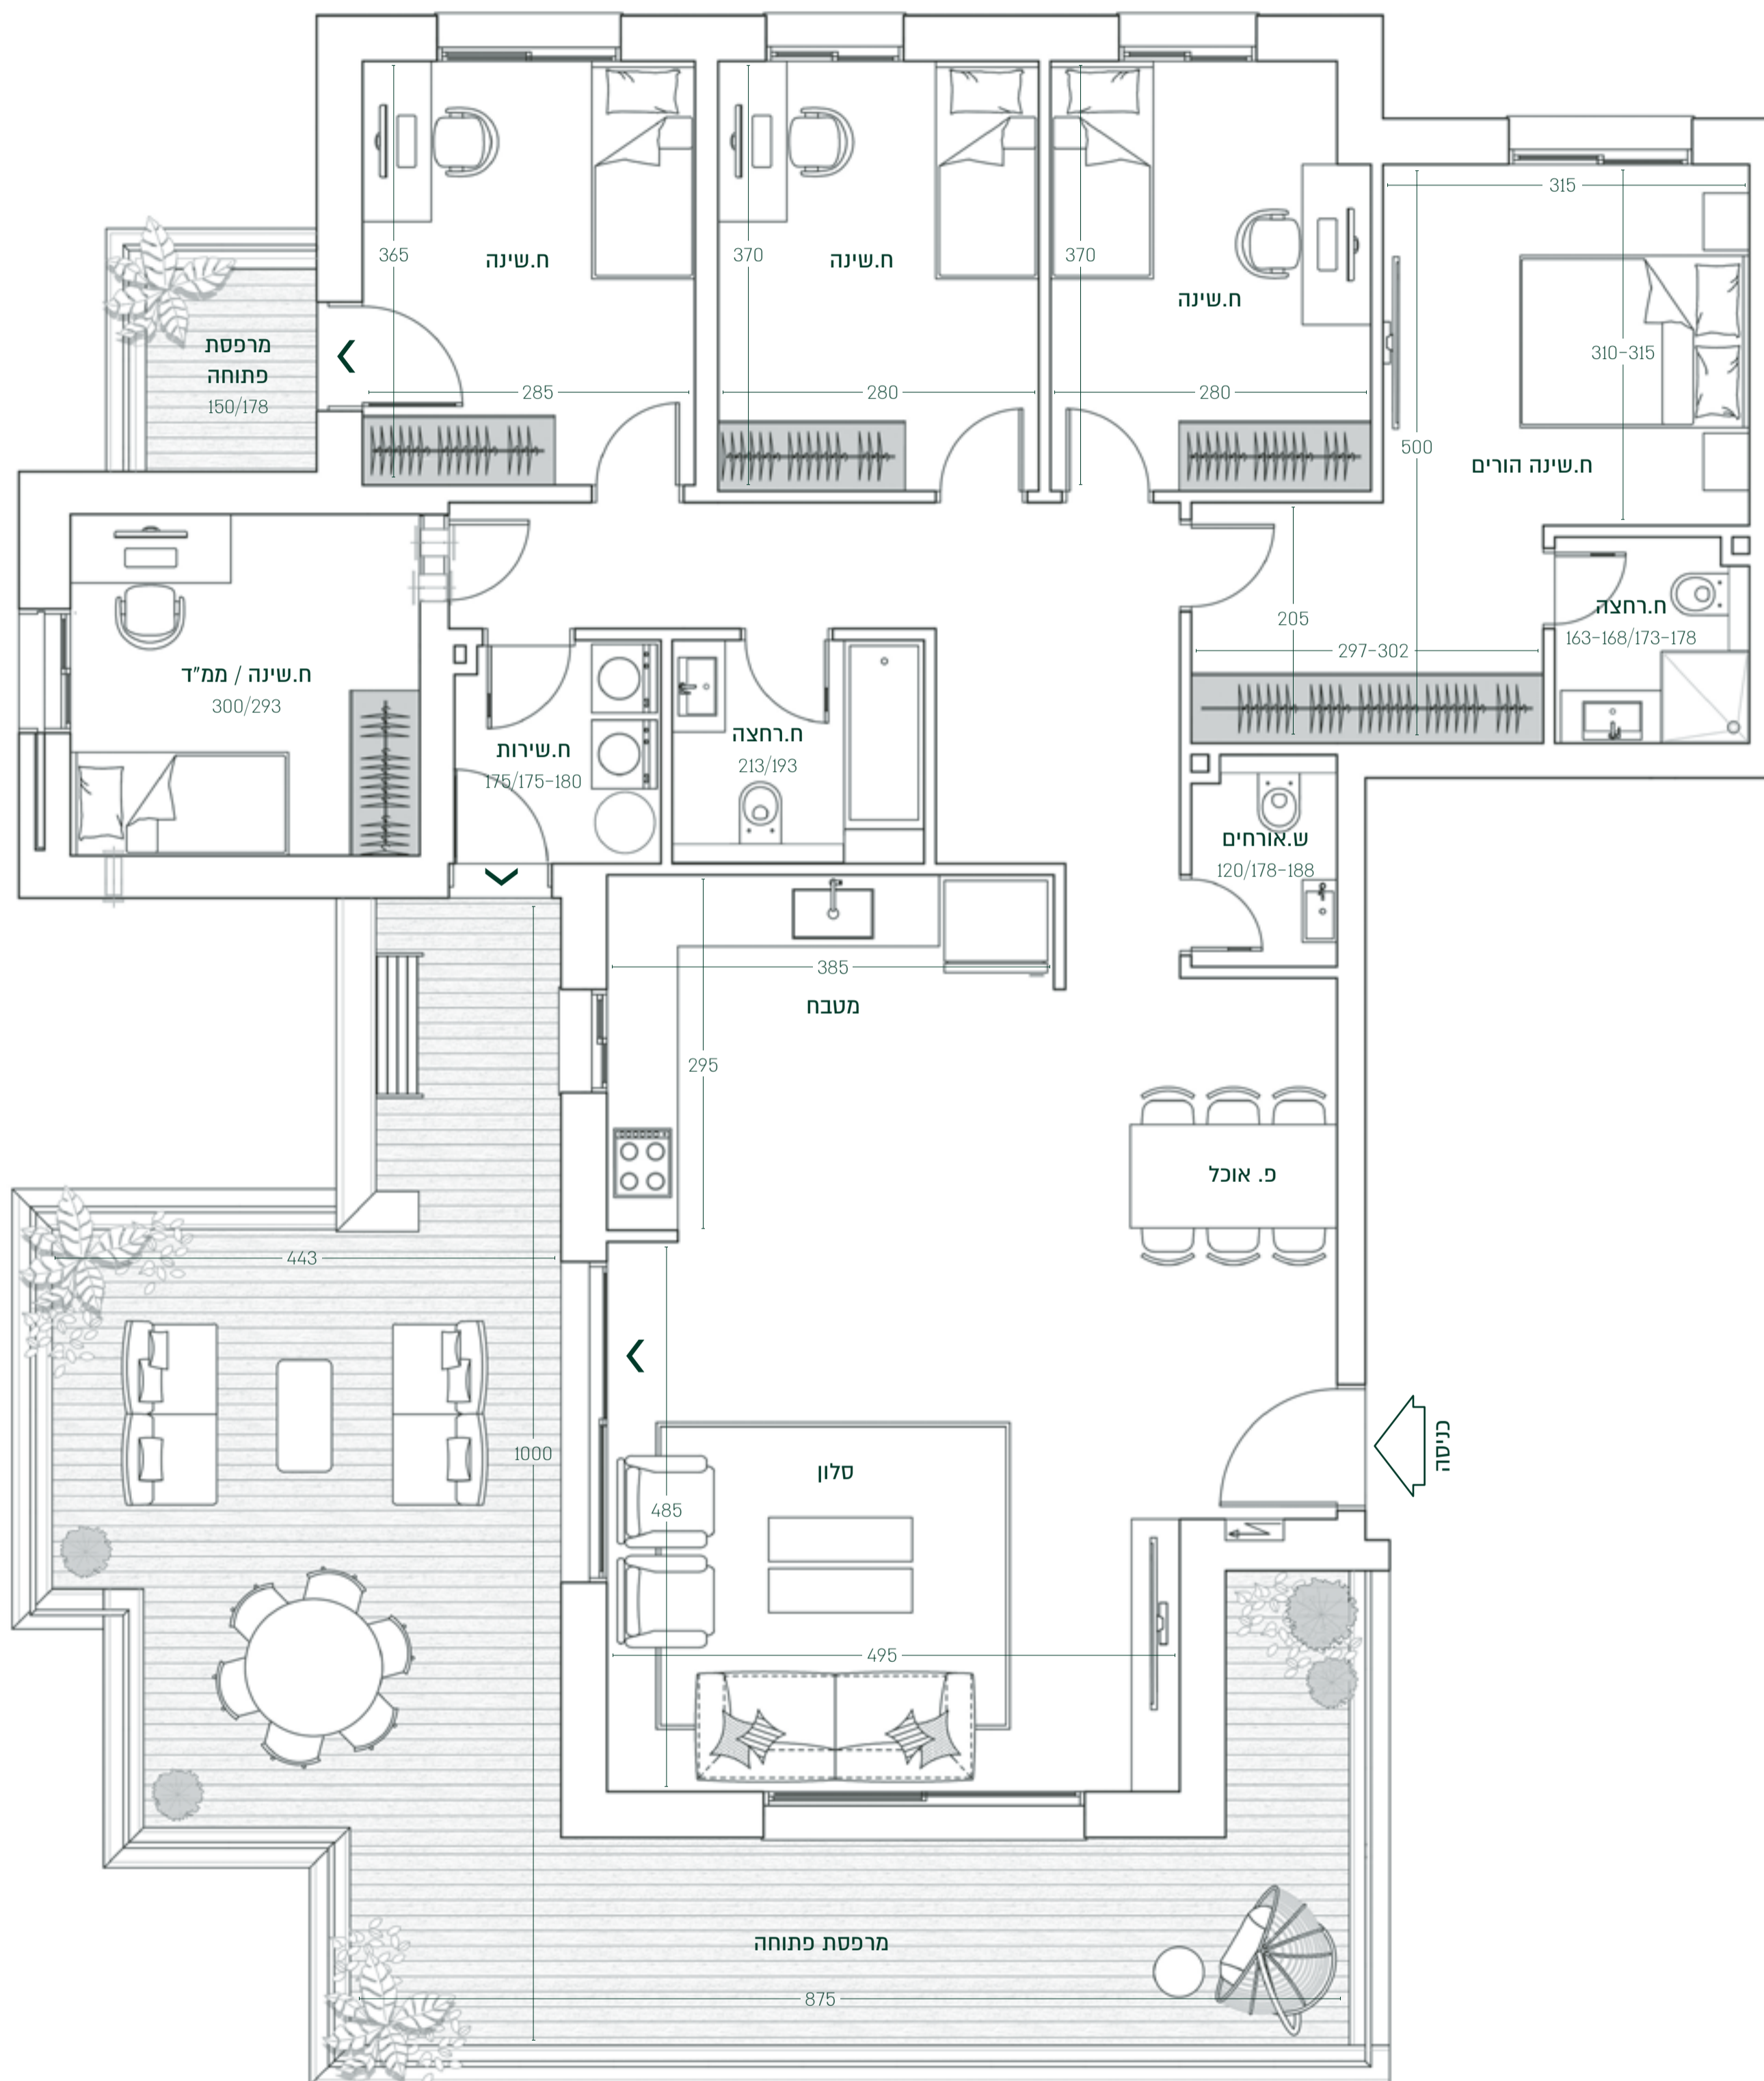 315
365
ח.שינה
370
ח.שינה
370
ח.שינה
מרפסת
פתוחה
150/178
310-315
285
280
280
500
ח.שינה הורים
ח.רחצה
163-168/173-178
205
297-302
ח.שינה / ממ"ד
300/293
ח.שירות
175/175-180
ח.רחצה
213/193
ש.אורחים
120/178-188
385
מטבח
295
פ. אוכל
443
1000
סלון
485
כניסה
495
מרפסת פתוחה
875